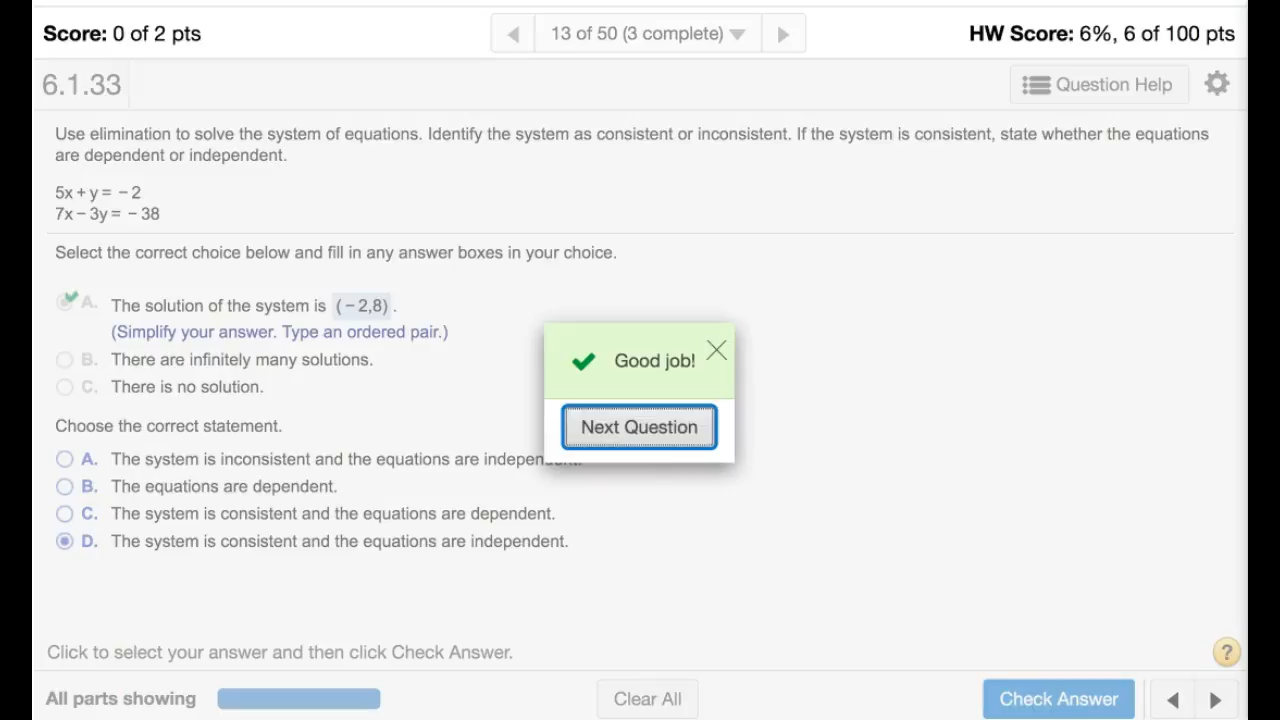 Score: 0 of 2 pts
13 of 50 (3 complete)
HW Score: 6%, 6 of 100 pts
6.1.33
Question Help
Use elimination to solve the system of equations. Identify the system as consistent or inconsistent. If the system is consistent, state whether the equations
are dependent or independent.
5x + y = − 2
7x − 3y = − 38
Select the correct choice below and fill in any answer boxes in your choice.
A. The solution of the system is (− 2,8) .
(Simplify your answer. Type an ordered pair.)
B. There are infinitely many solutions.
C. There is no solution.
Good job!
Next Question
Choose the correct statement.
A. The system is inconsistent and the equations are independent.
B. The equations are dependent.
C. The system is consistent and the equations are dependent.
D. The system is consistent and the equations are independent.
Click to select your answer and then click Check Answer.
?
All parts showing
Clear All
Check Answer